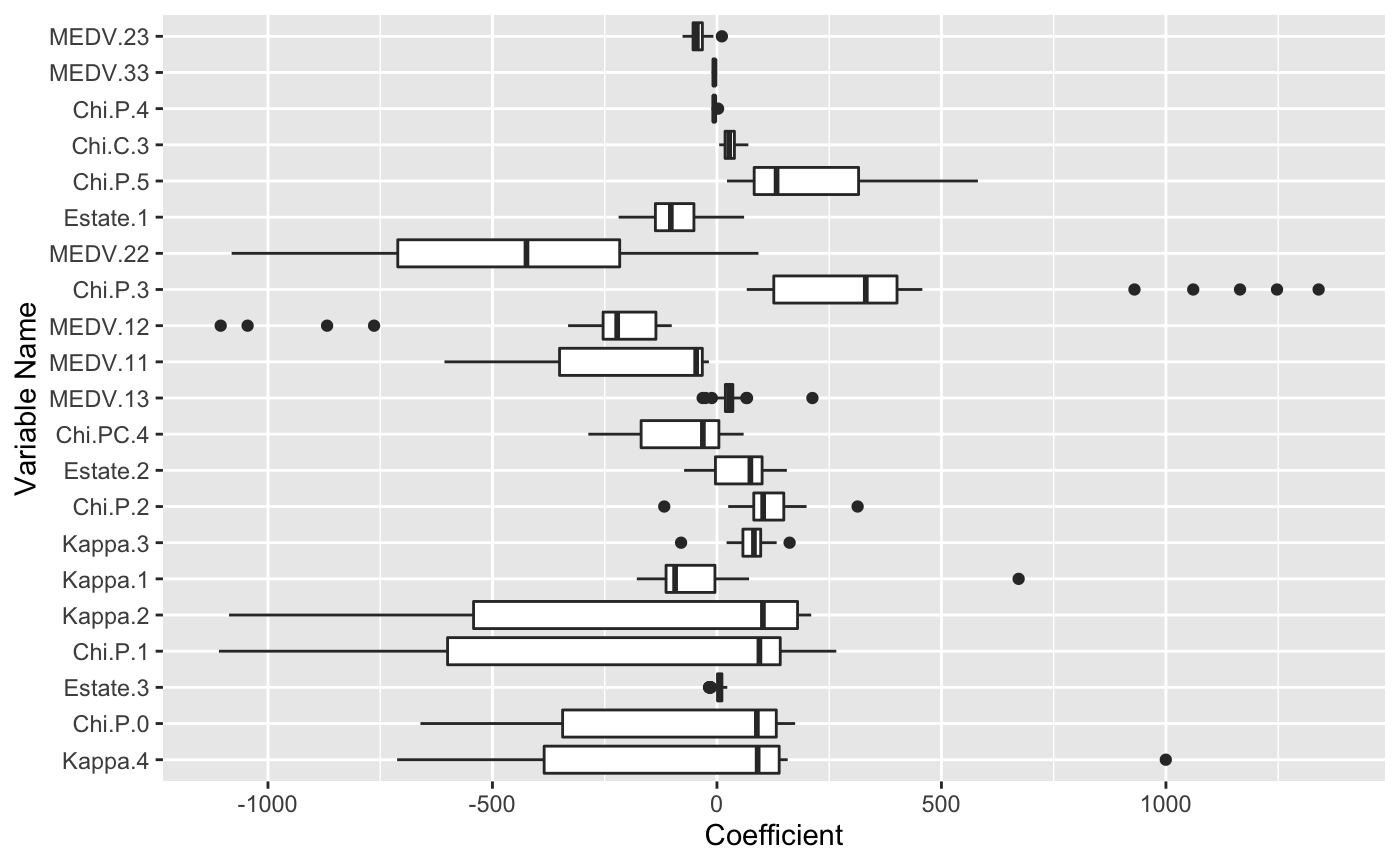 MEDV.23
MEDV.33
Chi.P.4
Chi.C.3
Chi.P.5
Estate.1
MEDV.22
Chi.P.3
MEDV.12
MEDV.11
MEDV.13
Chi.PC.4
Estate.2
Chi.P.2
Kappa.3
Kappa.1
Kappa.2
Chi.P.1
Estate.3
Chi.P.0
Kappa.4
Variable Name
-1000 -500 0 500 1000
Coefficient